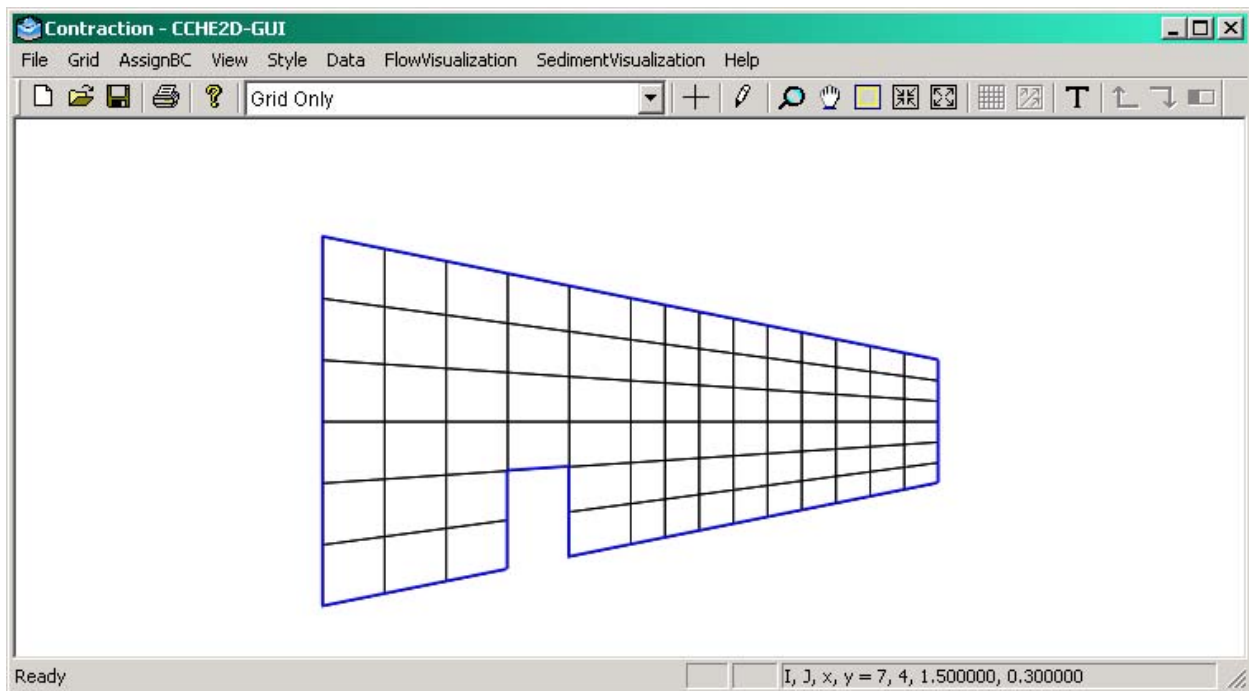 Contraction - CCHE2D-GUI
File Grid AssignBC View Style Data FlowVisualization SedimentVisualization Help
Grid Only T
Ready I, J, x, y = 7, 4, 1.500000, 0.300000